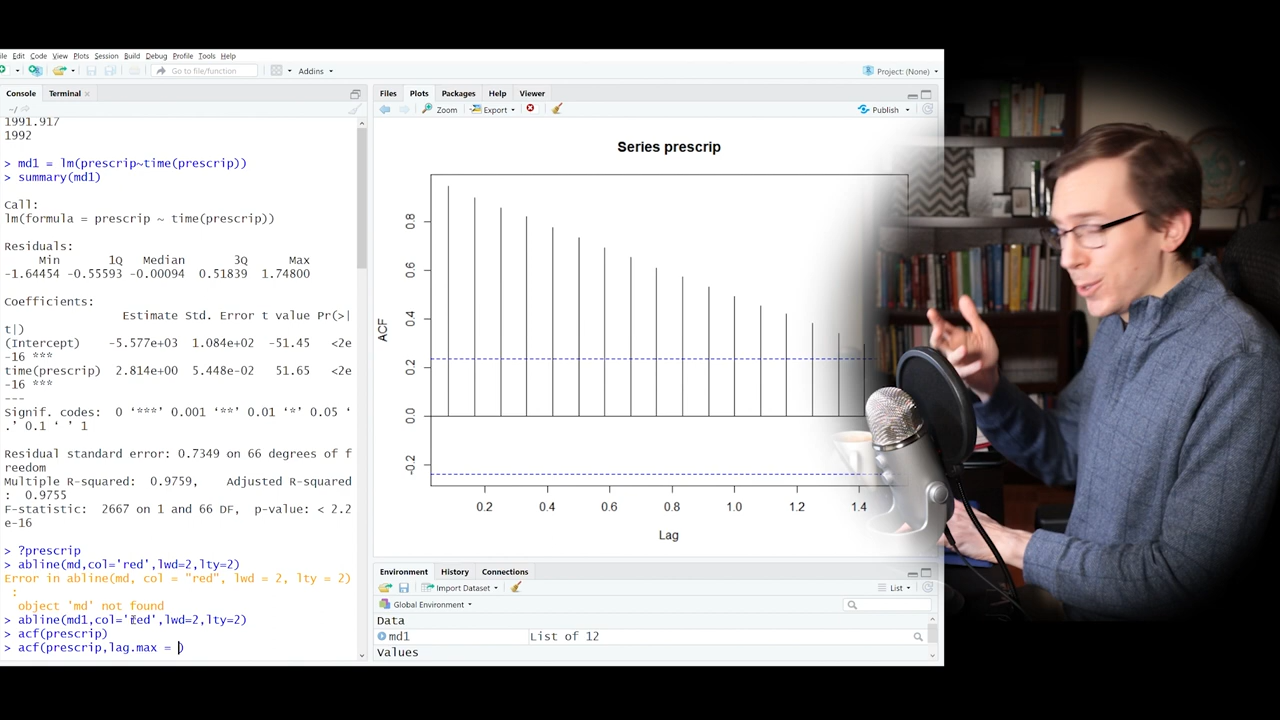 ile Edit Code View Plots Session Build Debug Profile Tools Help
Go to file/function Addins Project: (None)
Console Terminal
Files Plots Packages Help Viewer
~/
Zoom Export Publish
1991.917
1992
> md1 = lm(prescrip~time(prescrip))
> summary(md1)
Call:
lm(formula = prescrip ~ time(prescrip))
Residuals:
Min 1Q Median 3Q Max
-1.64454 -0.55593 -0.00094 0.51839 1.74800
Coefficients:
Estimate Std. Error t value Pr(>|
t|)
(Intercept) -5.577e+03 1.084e+02 -51.45 <2e
-16 ***
time(prescrip) 2.814e+00 5.448e-02 51.65 <2e
-16 ***
---
Signif. codes: 0 ‘***’ 0.001 ‘**’ 0.01 ‘*’ 0.05 ‘
.’ 0.1 ‘ ’ 1
Residual standard error: 0.7349 on 66 degrees of f
reedom
Multiple R-squared: 0.9759, Adjusted R-squared
: 0.9755
F-statistic: 2667 on 1 and 66 DF, p-value: < 2.2
e-16
> ?prescrip
> abline(md,col='red',lwd=2,lty=2)
Error in abline(md, col = "red", lwd = 2, lty = 2)
:
object 'md' not found
> abline(md1,col='red',lwd=2,lty=2)
> acf(prescrip)
> acf(prescrip,lag.max = )
Series prescrip
ACF
0.8
0.6
0.4
0.2
0.0
-0.2
0.2 0.4 0.6 0.8 1.0 1.2 1.4
Lag
Environment History Connections
Import Dataset List
Global Environment
Data
md1 List of 12
Values